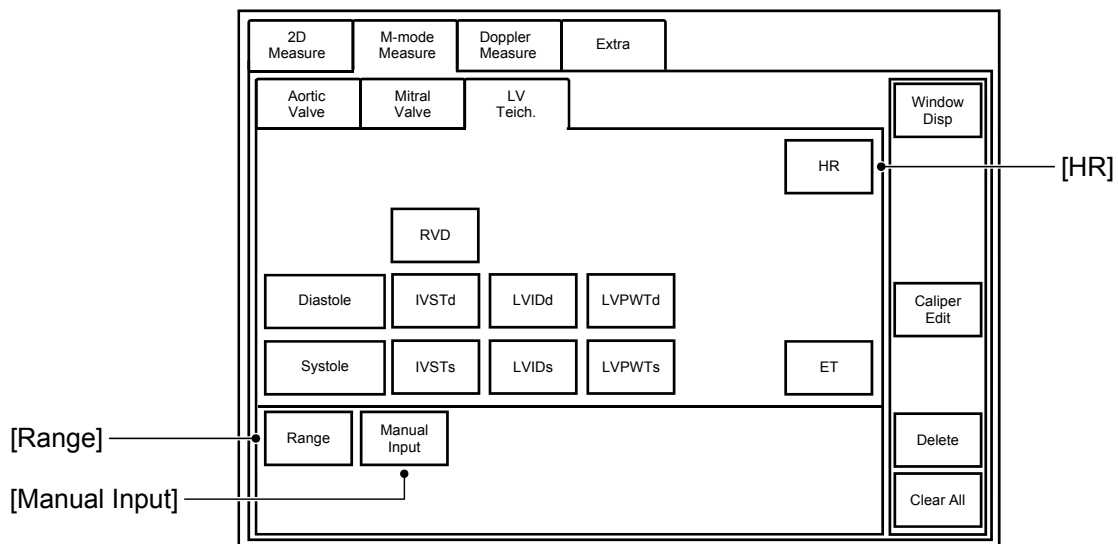 2D
Measure
M-mode
Measure
Doppler
Measure
Extra
Aortic
Valve
Mitral
Valve
LV
Teich.
Window
Disp
HR
[HR]
RVD
Diastole
IVSTd
LVIDd
LVPWTd
Caliper
Edit
Systole
IVSTs
LVIDs
LVPWTs
ET
[Range]
Range
Manual
Input
Delete
[Manual Input]
Clear All